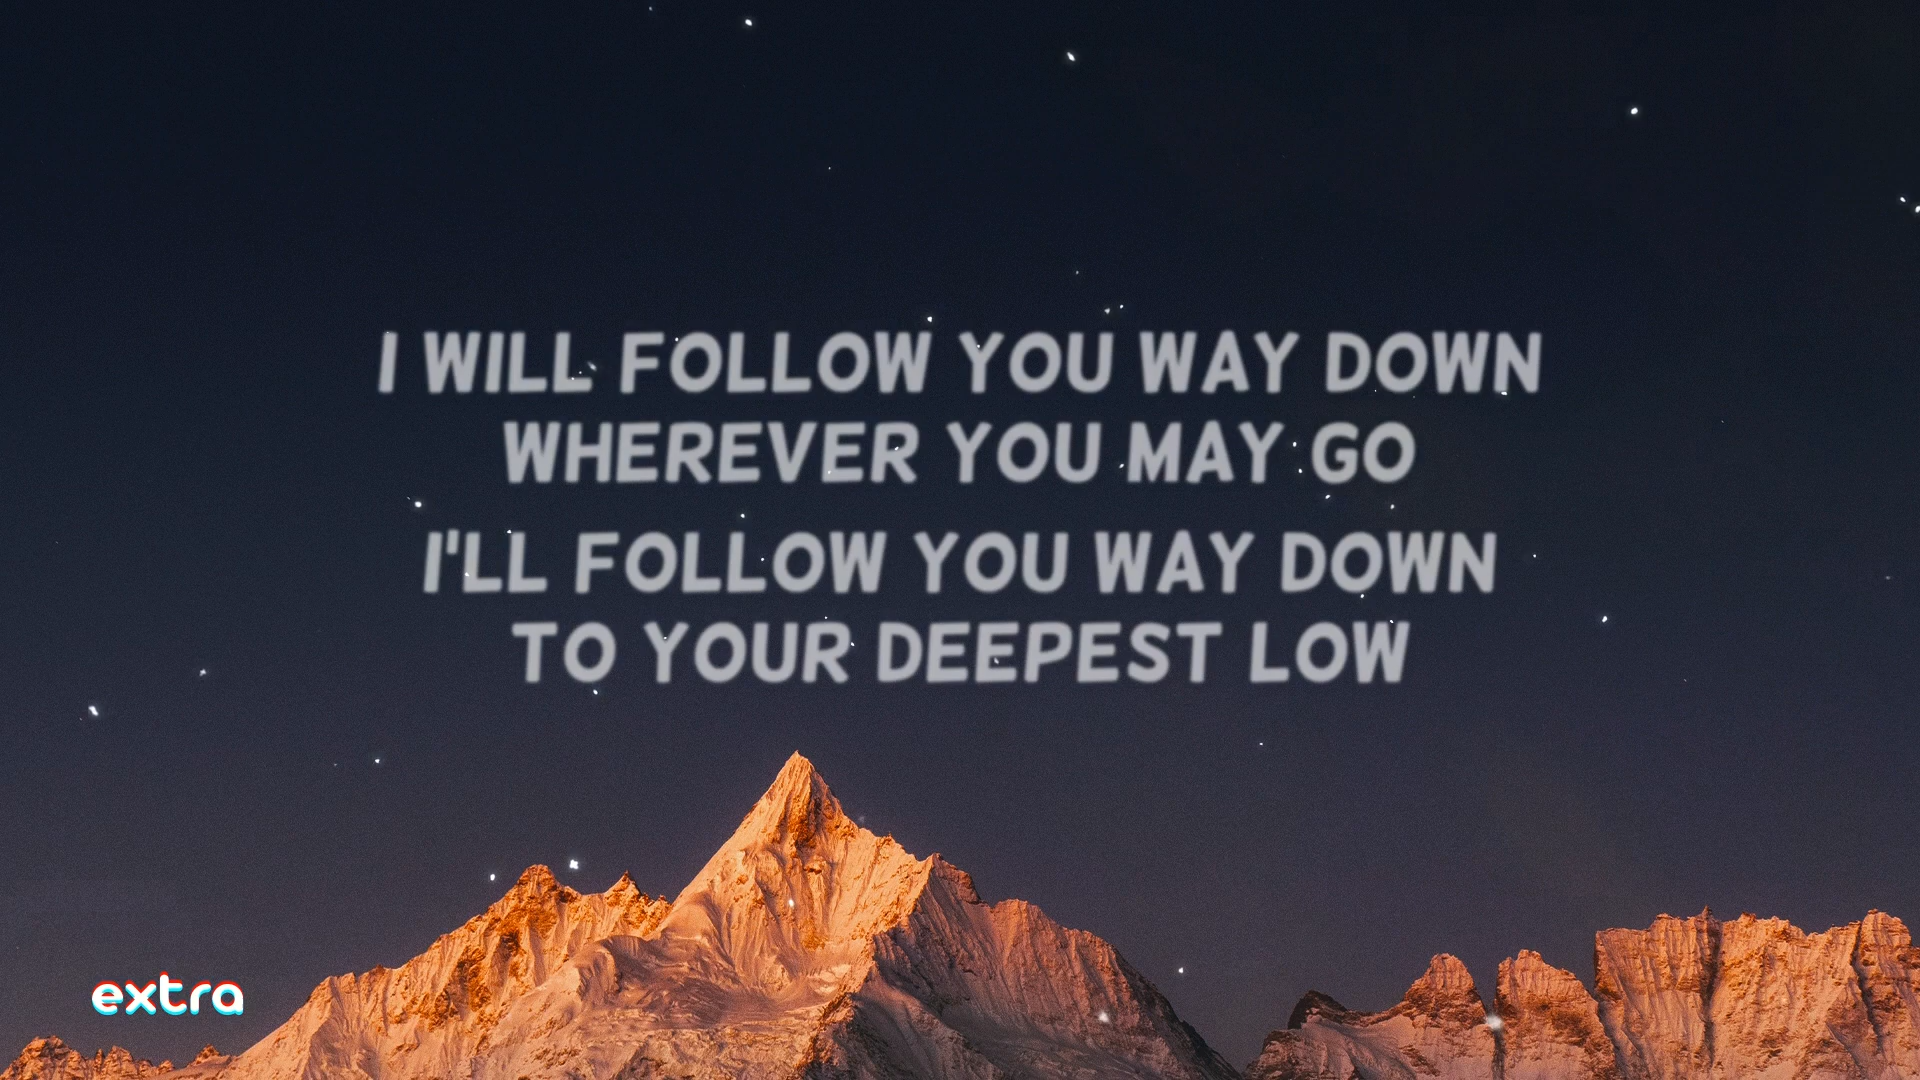 I WILL FOLLOW YOU WAY DOWN
WHEREVER YOU MAY GO
I'LL FOLLOW YOU WAY DOWN
TO YOUR DEEPEST LOW
extra